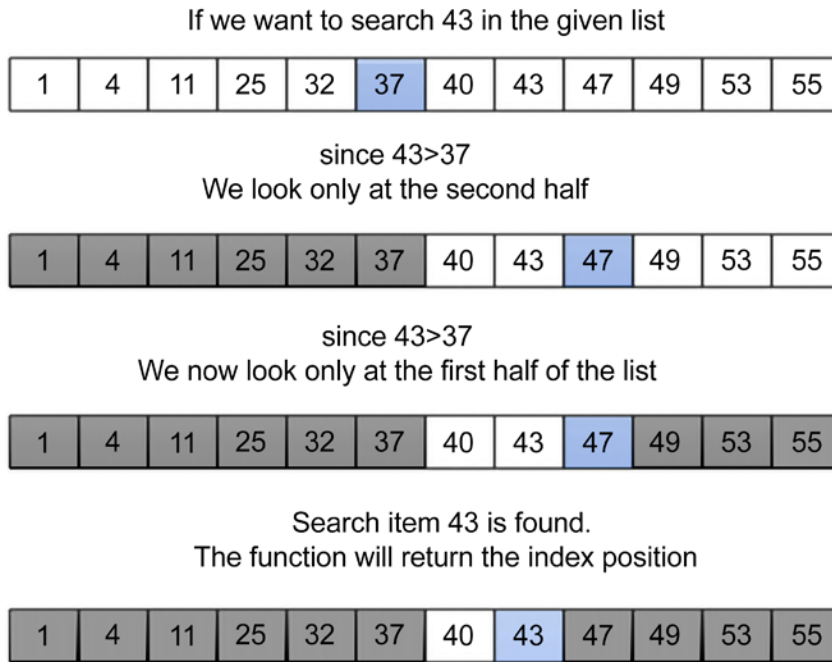 If we want to search 43 in the given list
1 4 11 25 32 37 40 43 47 49 53 55
since 43>37
We look only at the second half
1 4 11 25 32 37 40 43 47 49 53 55
since 43>37
We now look only at the first half of the list
1 4 11 25 32 37 40 43 47 49 53 55
Search item 43 is found.
The function will return the index position
1 4 11 25 32 37 40 43 47 49 53 55